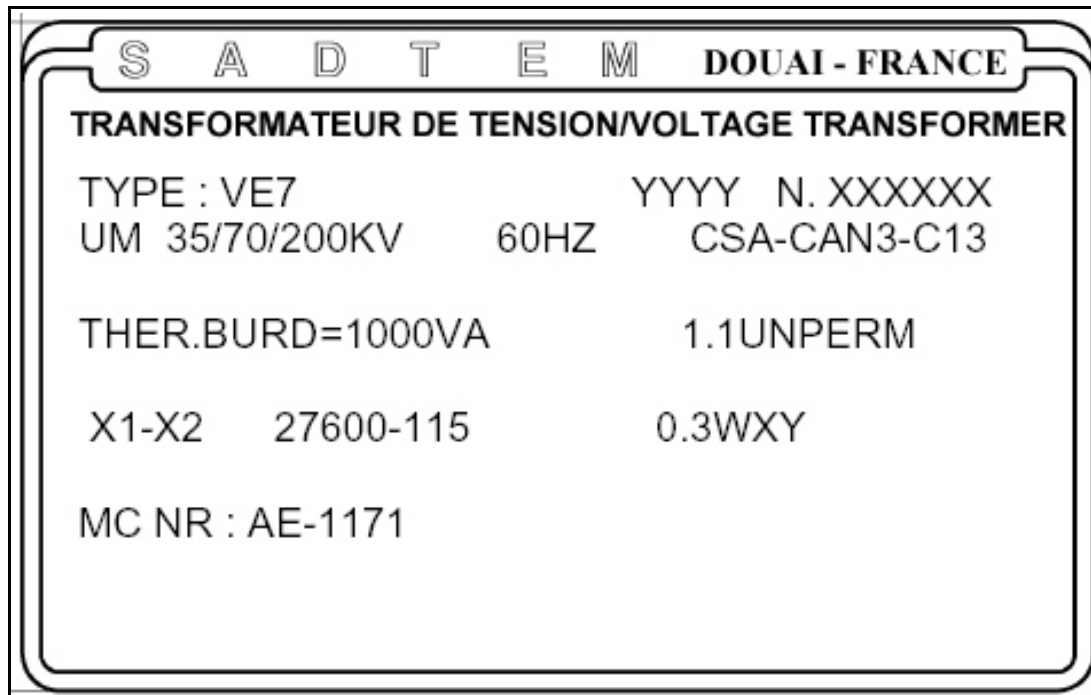 S A D T E M DOUAI - FRANCE
TRANSFORMATEUR DE TENSION/VOLTAGE TRANSFORMER
TYPE : VE7 YYYY N. XXXXXX
UM 35/70/200KV 60HZ CSA-CAN3-C13
THER.BURD=1000VA 1.1UNPERM
X1-X2 27600-115 0.3WXY
MC NR : AE-1171